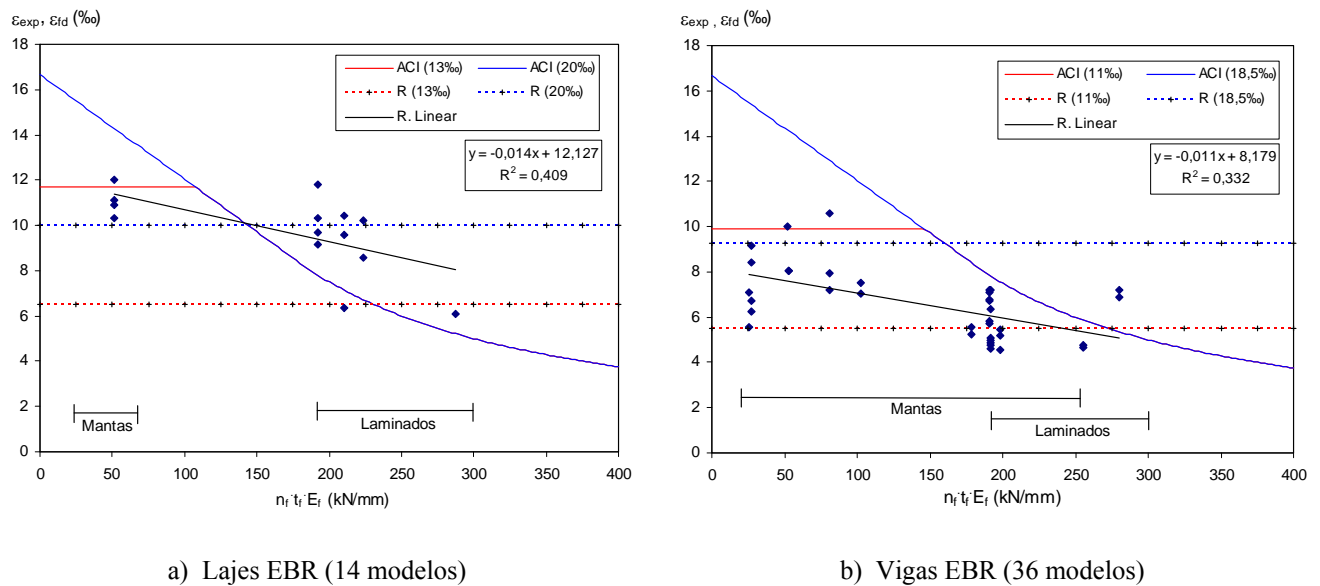 εexp, εfd (‰)
18
16
14
12
10
8
6
4
2
0
0 50 100 150 200 250 300 350 400
ACI (13‰) ACI (20‰)
R (13‰) R (20‰)
R. Linear
y = -0,014x + 12,127
R² = 0,409
Mantas
Laminados
nf·tf·Ef (kN/mm)
a) Lajes EBR (14 modelos)
εexp , εfd (‰)
18
16
14
12
10
8
6
4
2
0
0 50 100 150 200 250 300 350 400
ACI (11‰) ACI (18,5‰)
R (11‰) R (18,5‰)
R. Linear
y = -0,011x + 8,179
R² = 0,332
Mantas
Laminados
nf·tf·Ef (kN/mm)
b) Vigas EBR (36 modelos)